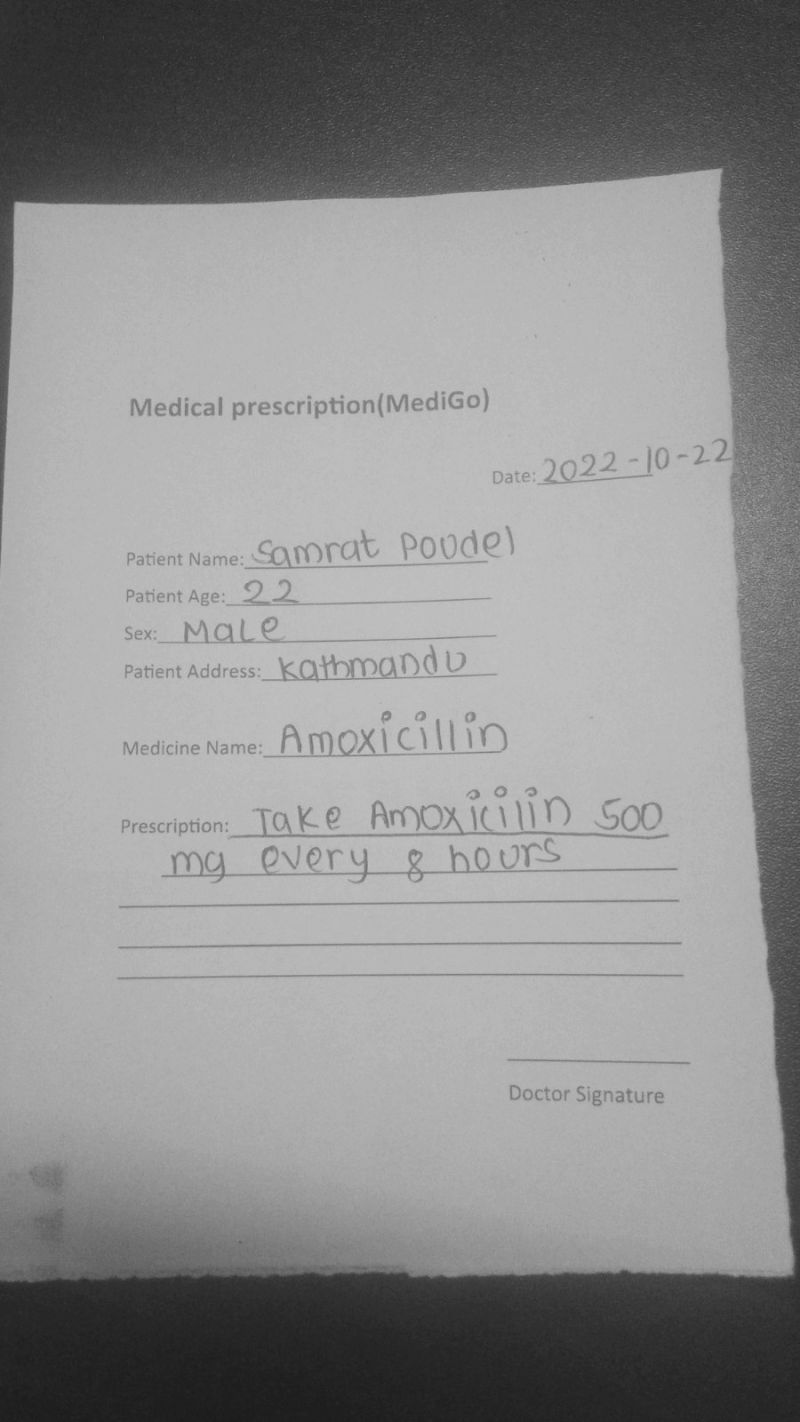 Medical prescription(MediGo)
Date: 2022-10-22
Patient Name: Samrat Poudel
Patient Age: 22
Sex: Male
Patient Address: Kathmandu
Medicine Name: Amoxicillin
Prescription: Take Amoxicilin 500
mg every 8 hours
Doctor Signature